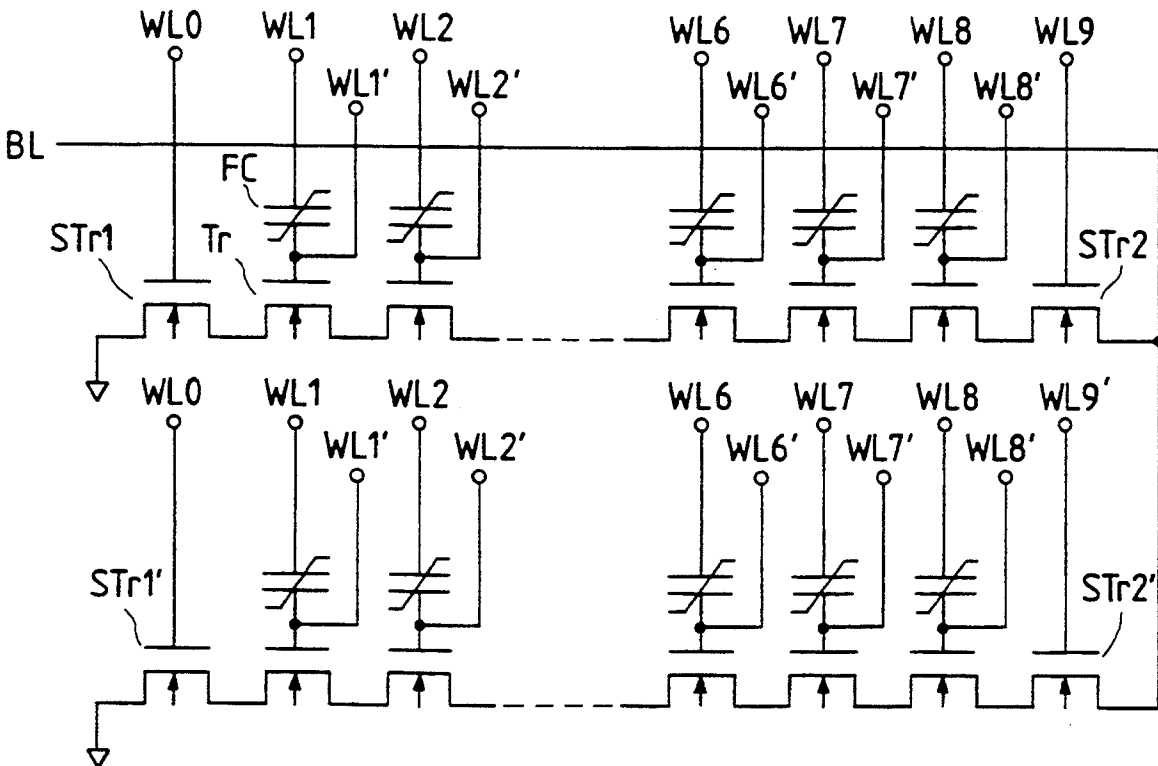 WL0 WL1 WL2 WL6 WL7 WL8 WL9
WL1' WL2' WL6' WL7' WL8'
BL
FC
STr1 Tr STr2
WL0 WL1 WL2 WL6 WL7 WL8 WL9'
WL1' WL2' WL6' WL7' WL8'
STr1' STr2'